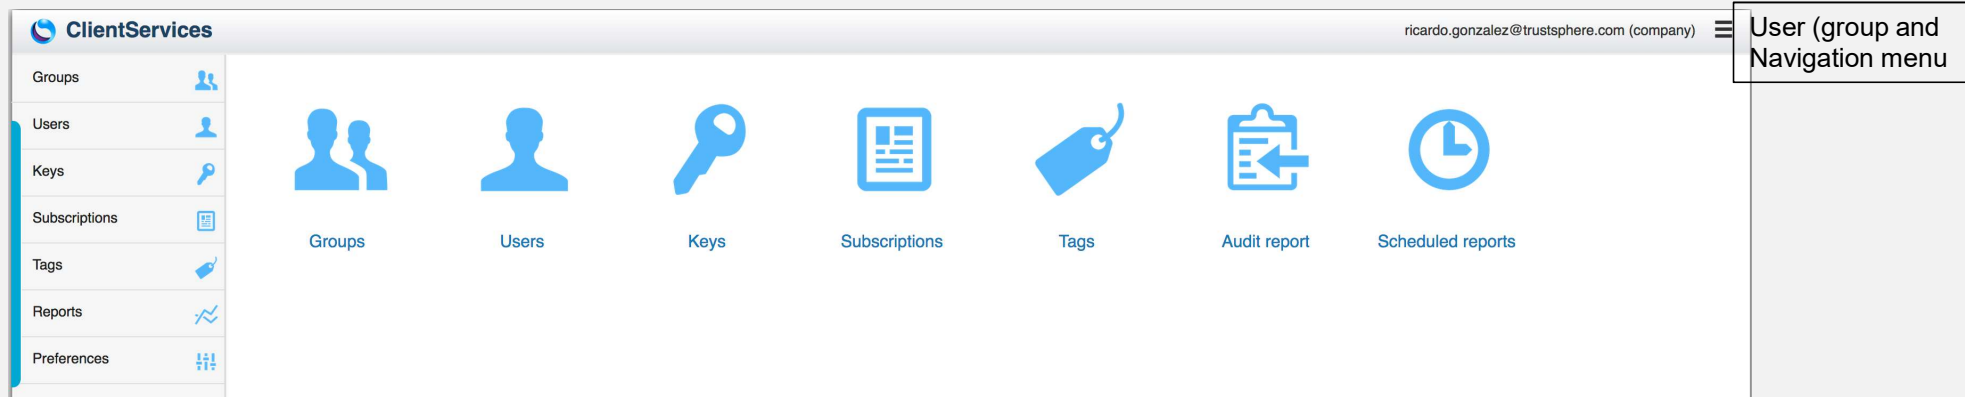 ClientServices
ricardo.gonzalez@trustsphere.com (company)
User (group and
Navigation menu
Groups
Users
Keys
Subscriptions
Tags
Reports
Preferences
Groups
Users
Keys
Subscriptions
Tags
Audit report
Scheduled reports